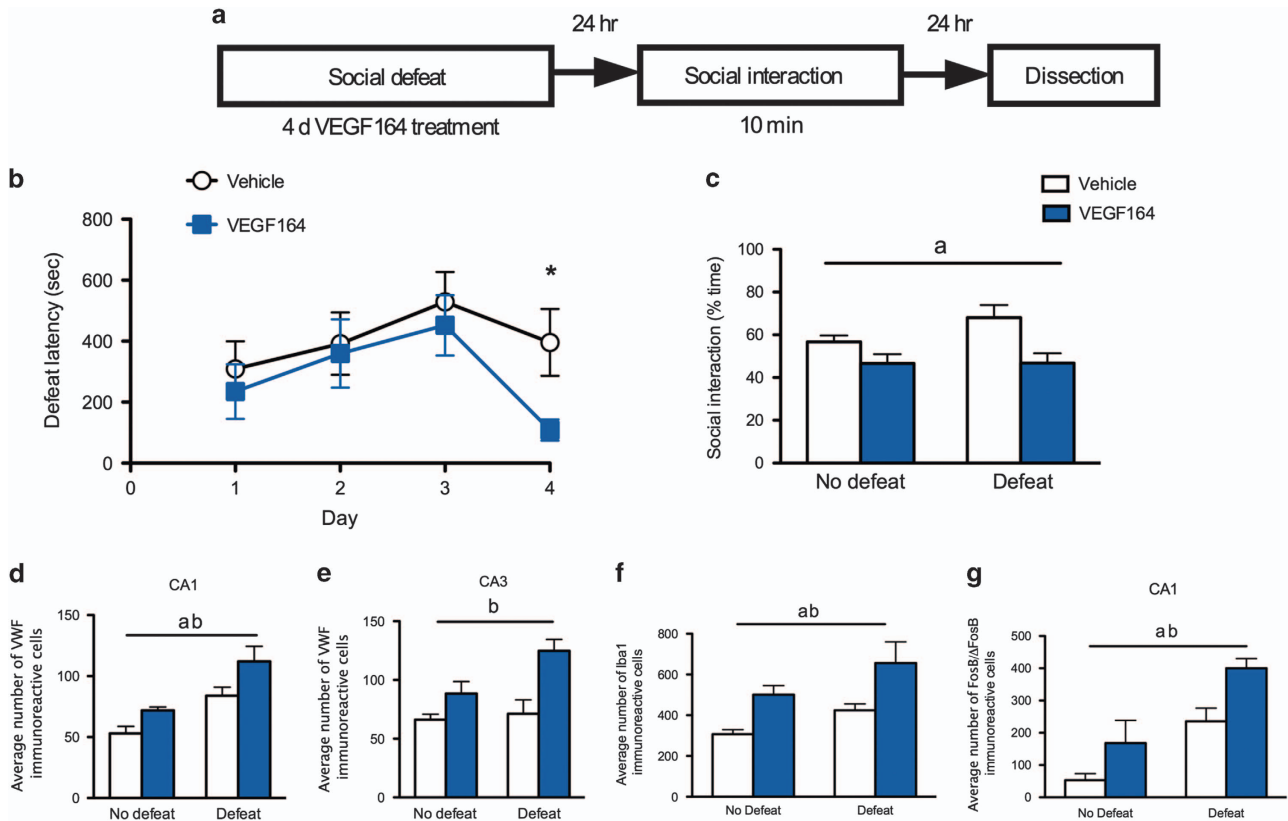 a
24 hr
24 hr
Social defeat
Social interaction
Dissection
4 d VEGF164 treatment
10 min
b
Vehicle
VEGF164
Defeat latency (sec)
800
600
400
200
0
*
0
1
2
3
4
Day
c
Vehicle
VEGF164
Social interaction (% time)
100
80
60
40
20
0
a
No defeat
Defeat
d
CA1
Average number of VWF
immunoreactive cells
150
100
50
0
ab
No defeat
Defeat
e
CA3
Average number of VWF
immunoreactive cells
150
100
50
0
b
No defeat
Defeat
f
Average number of Iba1
immunoreactive cells
800
600
400
200
0
ab
No Defeat
Defeat
g
CA1
Average number of FosB/ΔFosB
immunoreactive cells
500
400
300
200
100
0
ab
No Defeat
Defeat